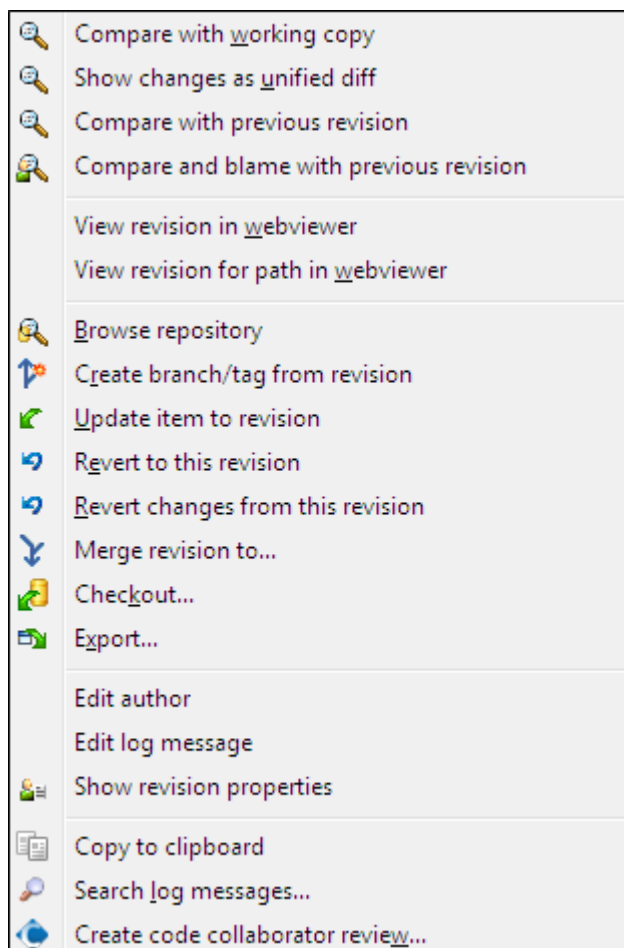 Compare with working copy
Show changes as unified diff
Compare with previous revision
Compare and blame with previous revision
View revision in webviewer
View revision for path in webviewer
Browse repository
Create branch/tag from revision
Update item to revision
Revert to this revision
Revert changes from this revision
Merge revision to...
Checkout...
Export...
Edit author
Edit log message
Show revision properties
Copy to clipboard
Search log messages...
Create code collaborator review...